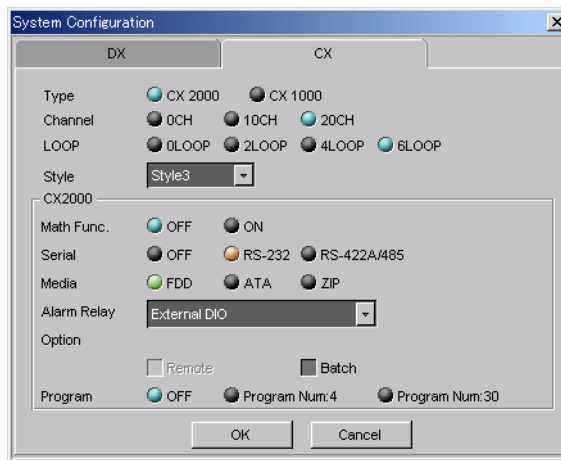 System Configuration
DX CX
Type CX 2000 CX 1000
Channel 0CH 10CH 20CH
LOOP 0LOOP 2LOOP 4LOOP 6LOOP
Style Style3
CX2000
Math Func. OFF ON
Serial OFF RS-232 RS-422A/485
Media FDD ATA ZIP
Alarm Relay External DIO
Option
Remote Batch
Program OFF Program Num:4 Program Num:30
OK Cancel